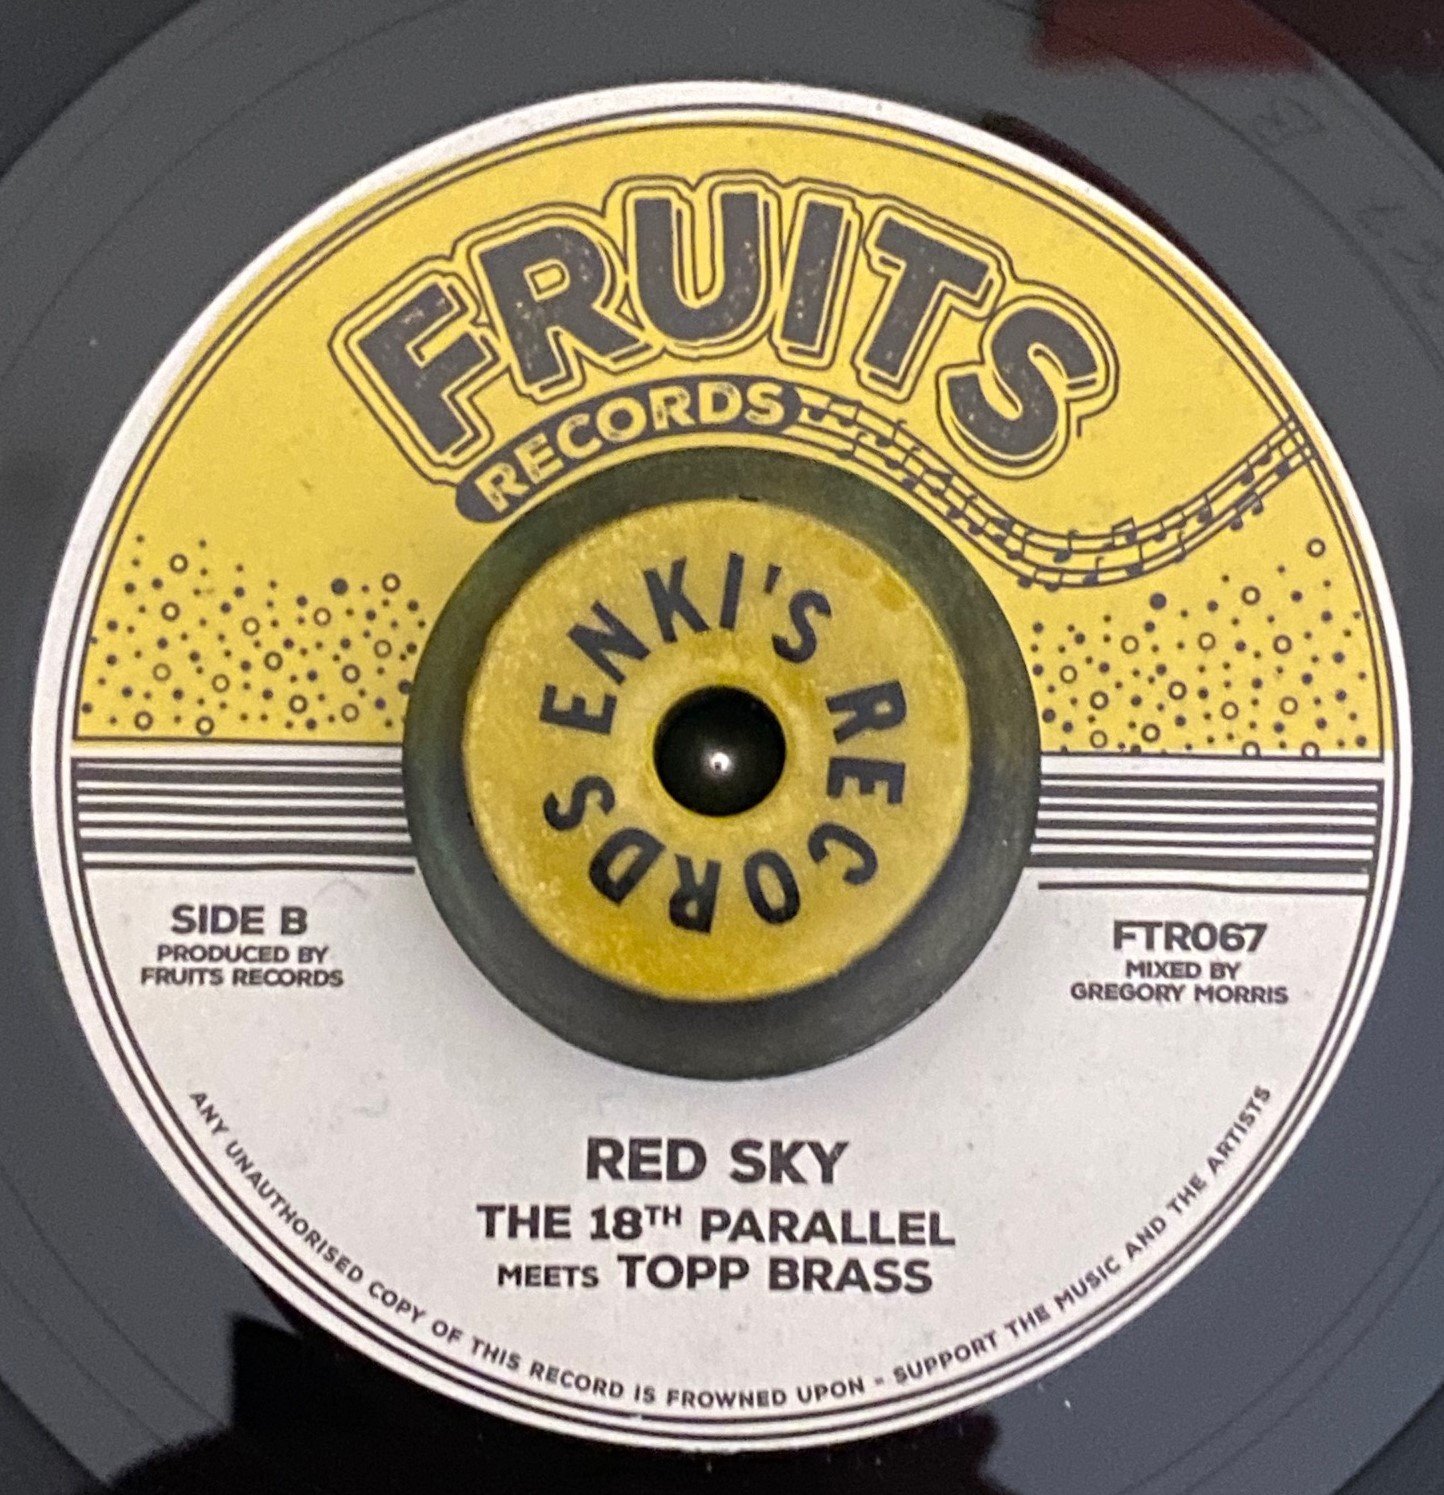 FRUITS
RECORDS
ENKI'S RECORDS
SIDE B
PRODUCED BY
FRUITS RECORDS
FTR067
MIXED BY
GREGORY MORRIS
RED SKY
THE 18TH PARALLEL
MEETS TOPP BRASS
ANY UNAUTHORISED COPY OF THIS RECORD IS FROWNED UPON - SUPPORT THE MUSIC AND THE ARTISTS